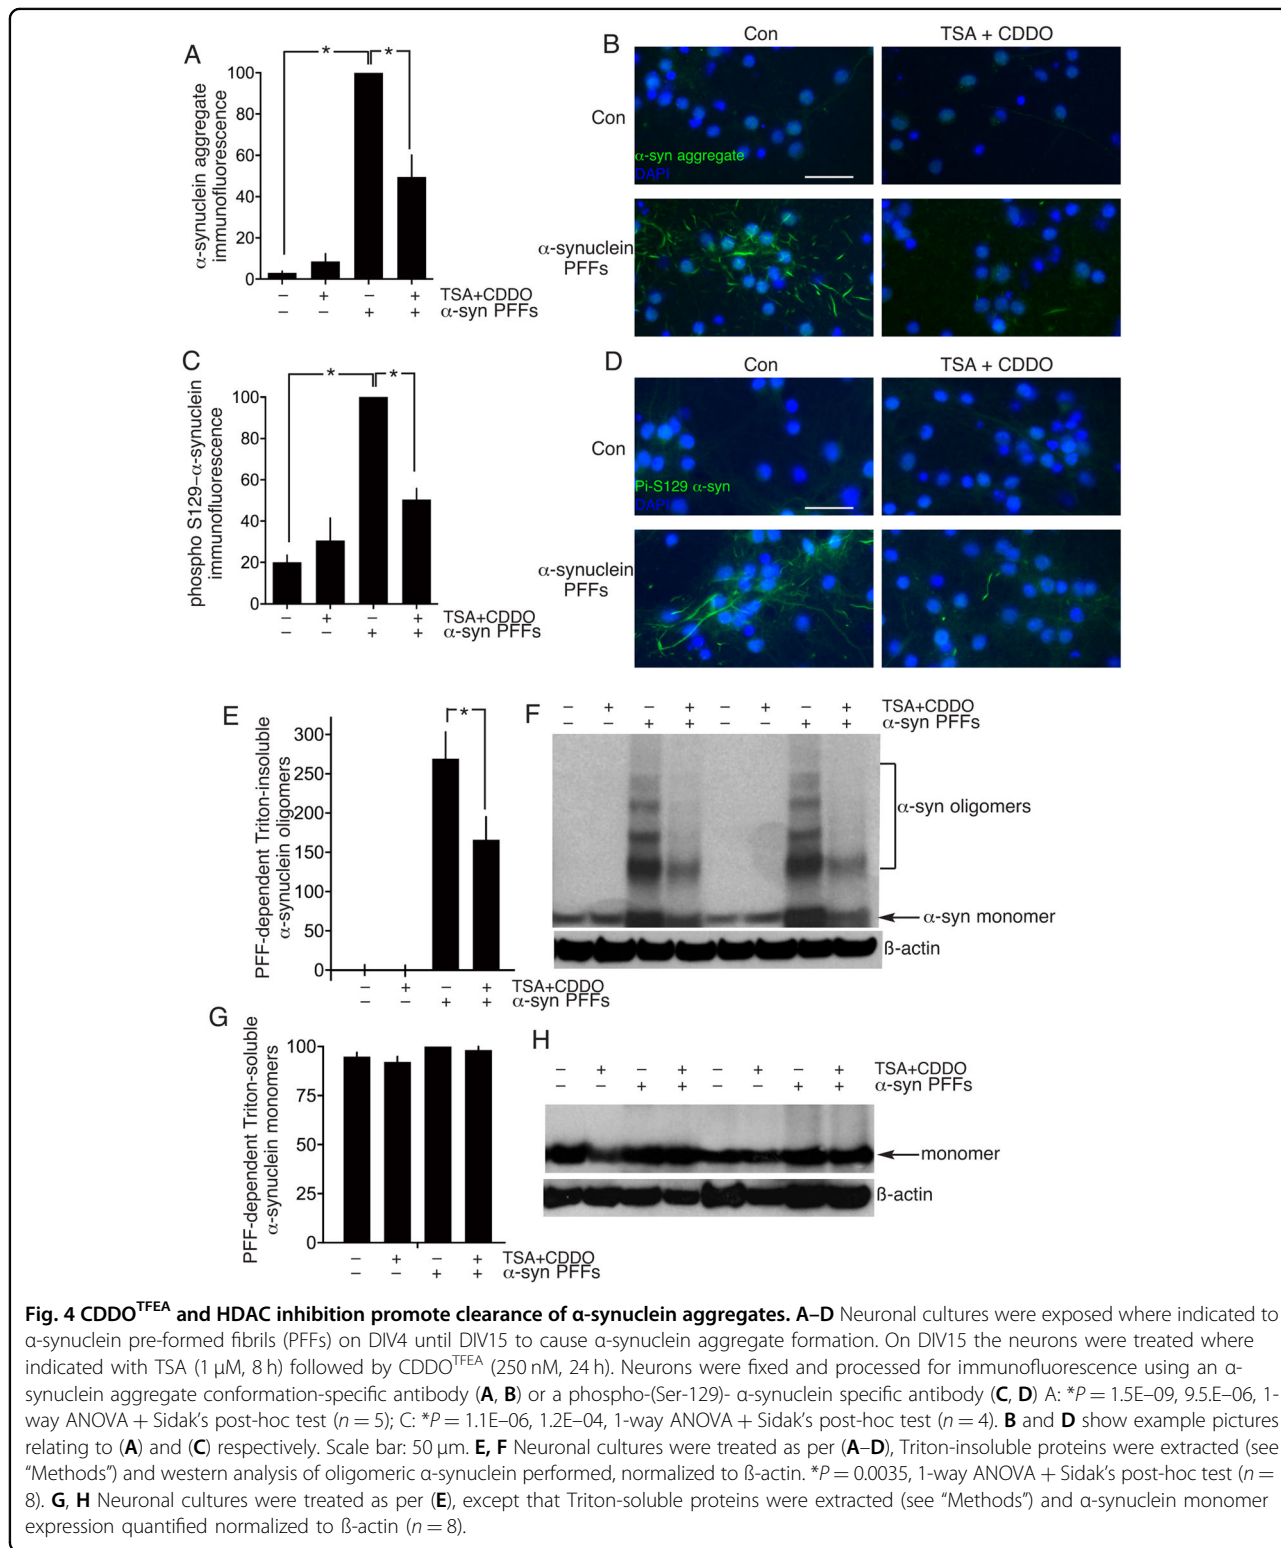 A
α-synuclein aggregate
immunofluorescence
100
80
60
40
20
0
* *
– + – + TSA+CDDO
– – + + α-syn PFFs
B
Con TSA + CDDO
Con
α-syn aggregate
DAPI
α-synuclein
PFFs
C
phospho S129–α-synuclein
immunofluorescence
100
80
60
40
20
0
* *
– + – + TSA+CDDO
– – + + α-syn PFFs
D
Con TSA + CDDO
Con
Pi-S129 α-syn
DAPI
α-synuclein
PFFs
E
PFF-dependent Triton-insoluble
α-synuclein oligomers
300
250
200
150
100
50
0
*
– + – + TSA+CDDO
– – + + α-syn PFFs
F
– + – + – + – + TSA+CDDO
– – + + – – + + α-syn PFFs
α-syn oligomers
α-syn monomer
ß-actin
G
PFF-dependent Triton-soluble
α-synuclein monomers
100
75
50
25
0
– + – + TSA+CDDO
– – + + α-syn PFFs
H
– + – + – + – + TSA+CDDO
– – + + – – + + α-syn PFFs
monomer
ß-actin
Fig. 4 CDDO^TFEA and HDAC inhibition promote clearance of α-synuclein aggregates. A–D Neuronal cultures were exposed where indicated to
α-synuclein pre-formed fibrils (PFFs) on DIV4 until DIV15 to cause α-synuclein aggregate formation. On DIV15 the neurons were treated where
indicated with TSA (1 μM, 8 h) followed by CDDO^TFEA (250 nM, 24 h). Neurons were fixed and processed for immunofluorescence using an α-
synuclein aggregate conformation-specific antibody (A, B) or a phospho-(Ser-129)- α-synuclein specific antibody (C, D) A: *P = 1.5E–09, 9.5.E–06, 1-
way ANOVA + Sidak’s post-hoc test (n = 5); C: *P = 1.1E–06, 1.2E–04, 1-way ANOVA + Sidak’s post-hoc test (n = 4). B and D show example pictures
relating to (A) and (C) respectively. Scale bar: 50 μm. E, F Neuronal cultures were treated as per (A–D), Triton-insoluble proteins were extracted (see
“Methods”) and western analysis of oligomeric α-synuclein performed, normalized to ß-actin. *P = 0.0035, 1-way ANOVA + Sidak’s post-hoc test (n =
8). G, H Neuronal cultures were treated as per (E), except that Triton-soluble proteins were extracted (see “Methods”) and α-synuclein monomer
expression quantified normalized to ß-actin (n = 8).